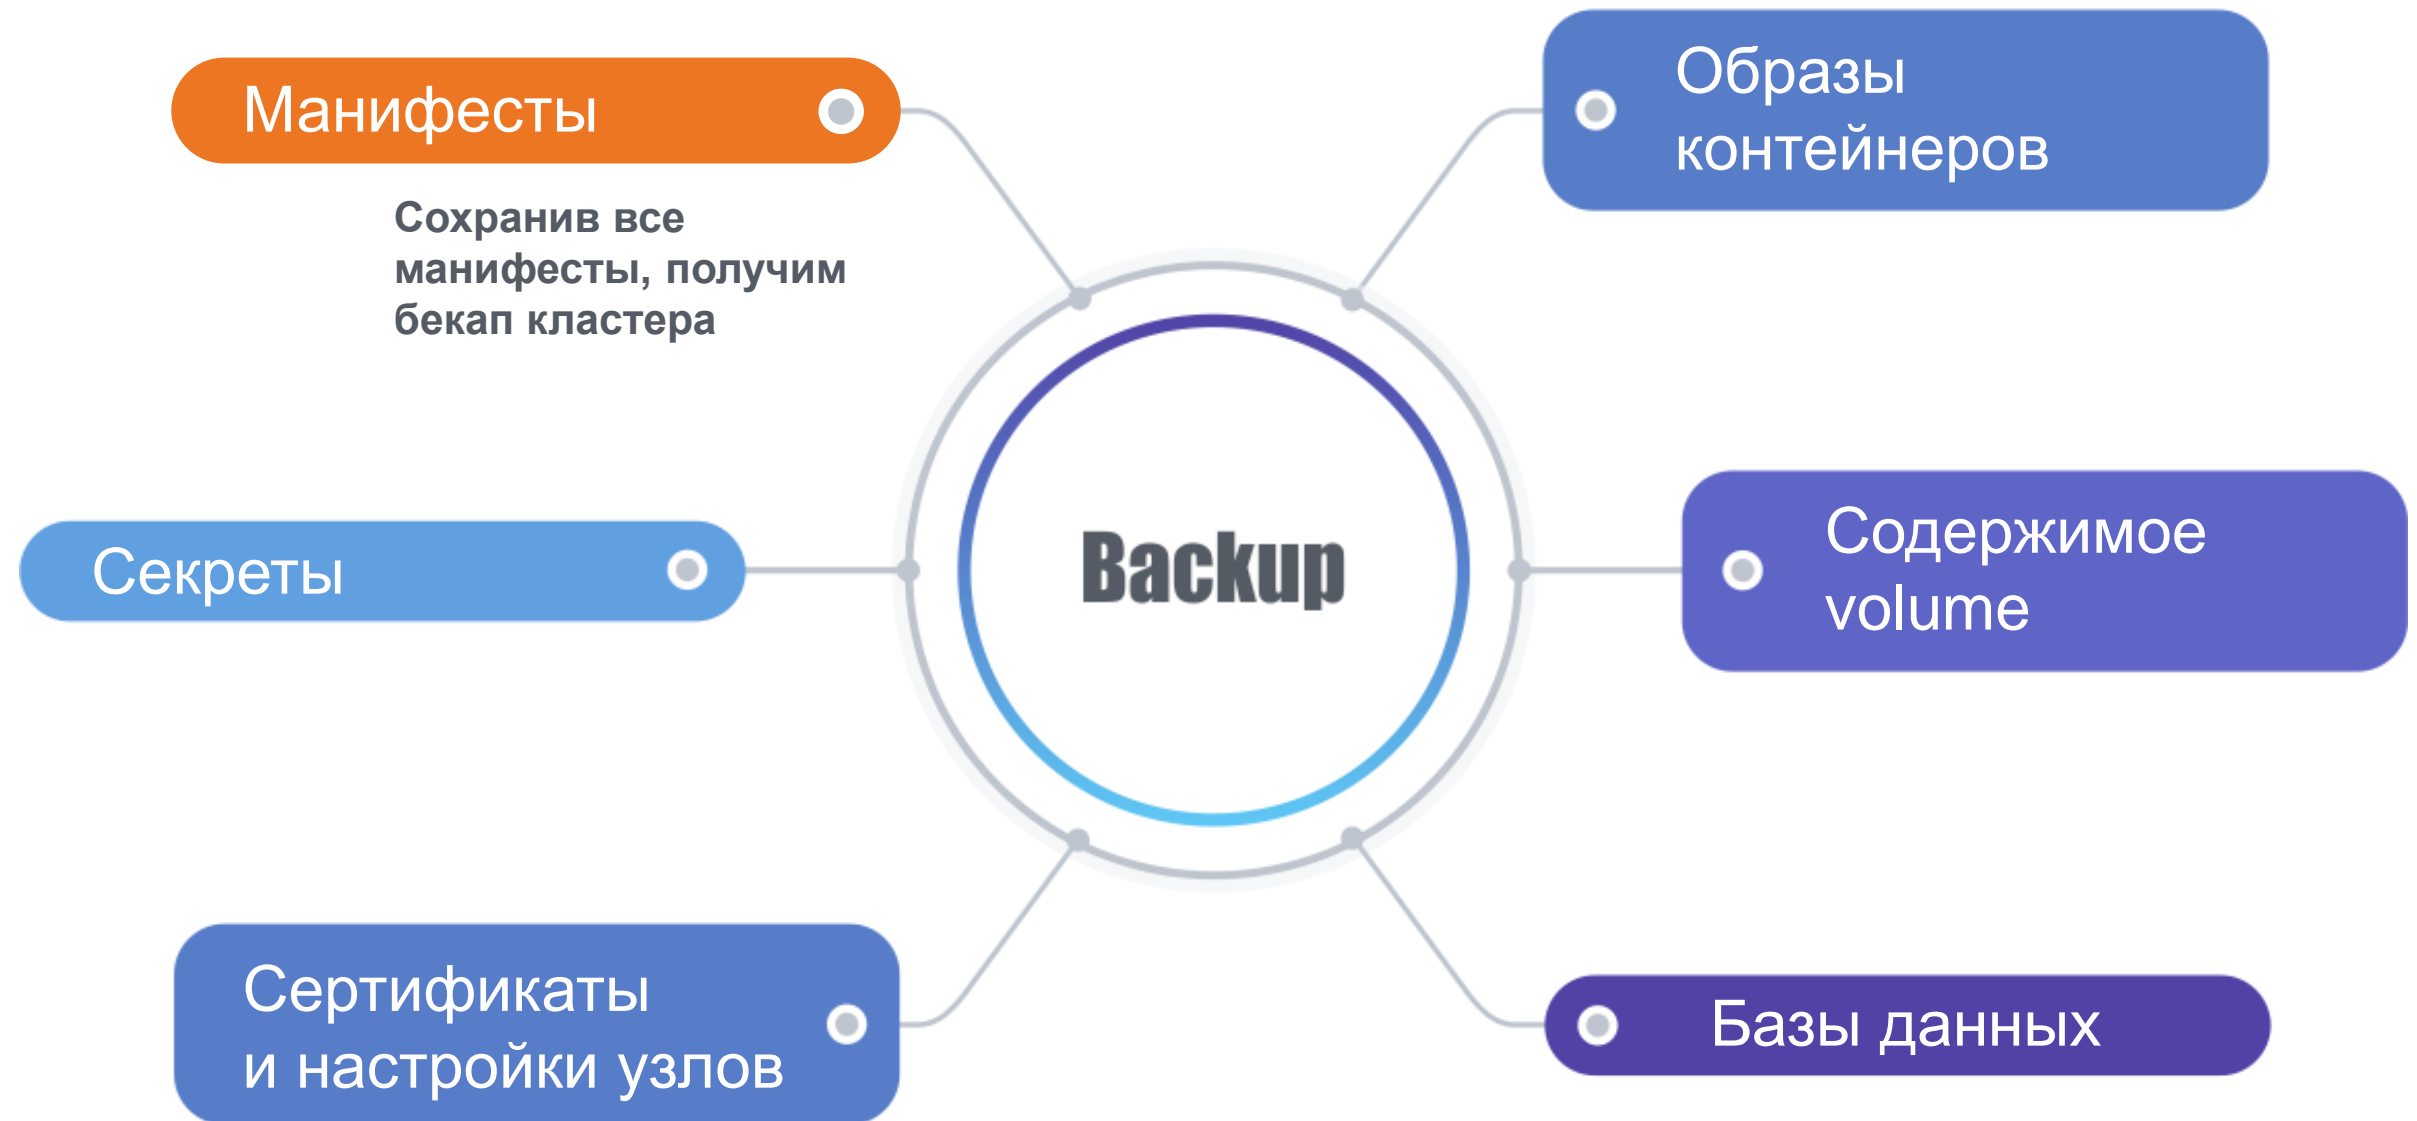 Манифесты
Сохранив все
манифесты, получим
бекап кластера
Секреты
Сертификаты
и настройки узлов
Backup
Образы
контейнеров
Содержимое
volume
Базы данных